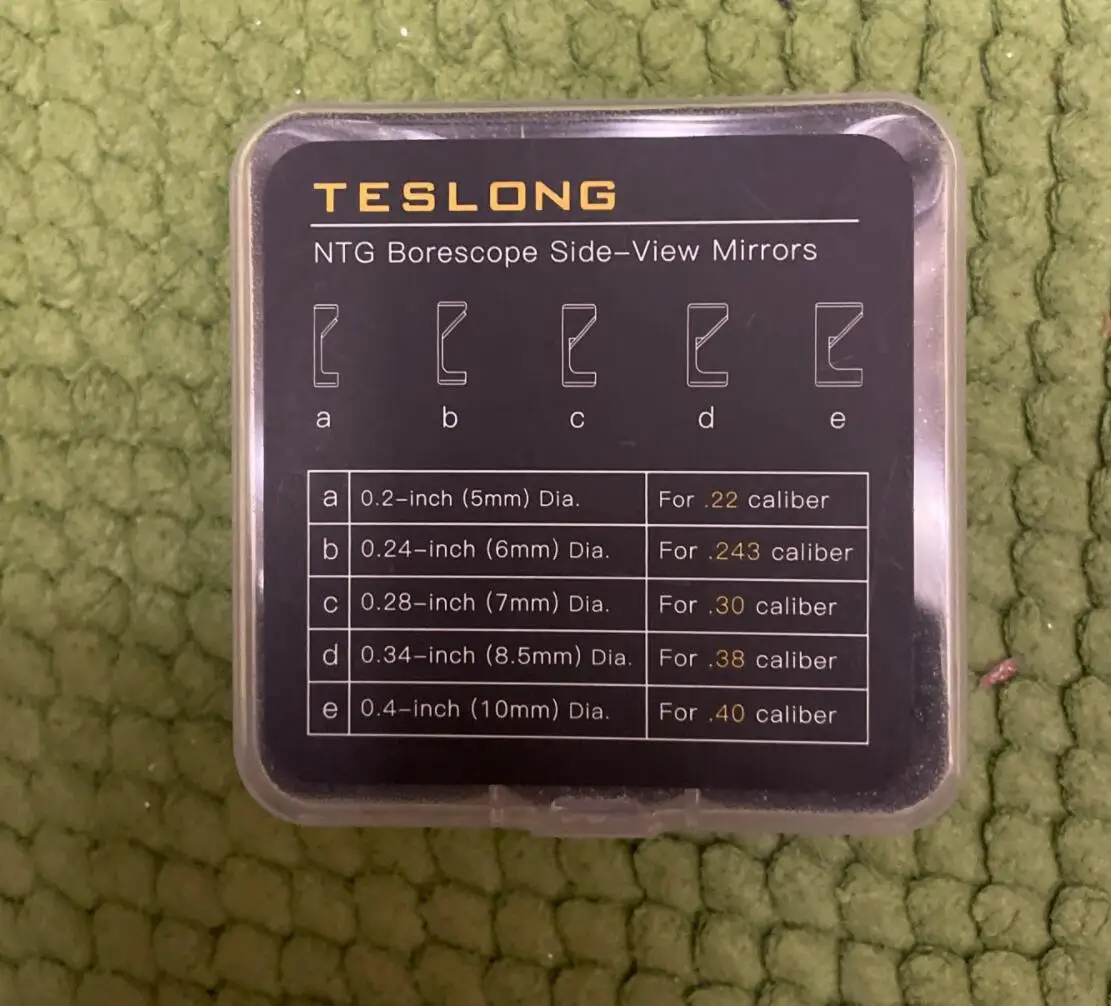 TESLONG
NTG Borescope Side-View Mirrors
a b c d e
a 0.2-inch (5mm) Dia. For .22 caliber
b 0.24-inch (6mm) Dia. For .243 caliber
c 0.28-inch (7mm) Dia. For .30 caliber
d 0.34-inch (8.5mm) Dia. For .38 caliber
e 0.4-inch (10mm) Dia. For .40 caliber